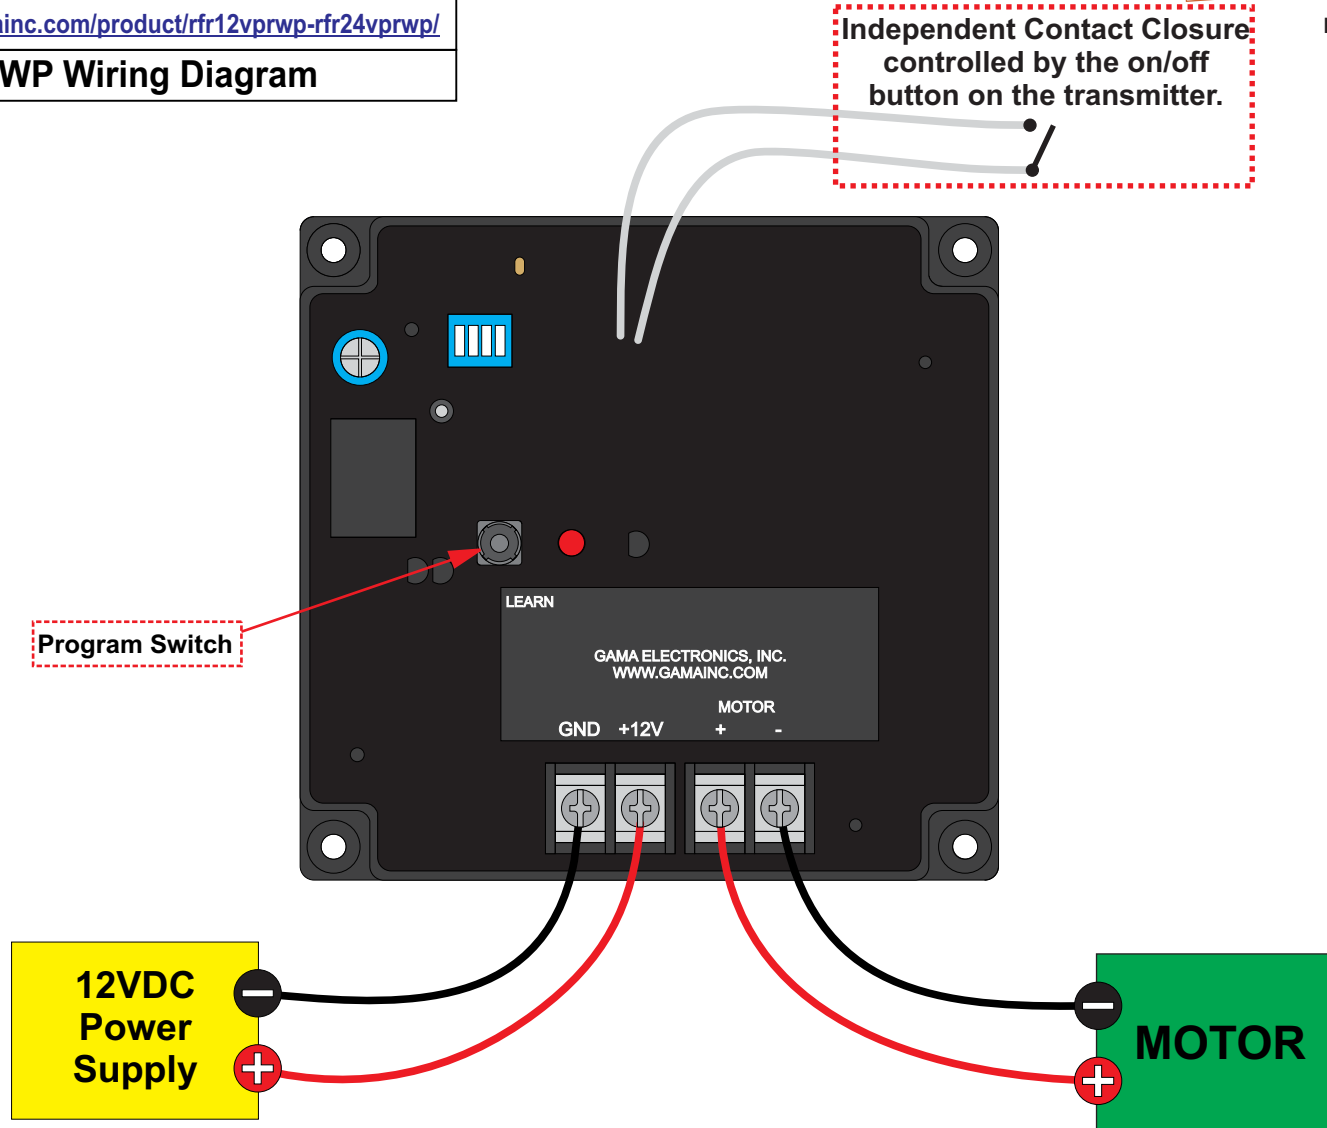 inc.com/product/rfr12vprwp-rfr24vprwp/
WP Wiring Diagram
Independent Contact Closure
controlled by the on/off
button on the transmitter.
Program Switch
LEARN
GAMA ELECTRONICS, INC.
WWW.GAMAINC.COM
MOTOR
GND +12V + -
12VDC
Power
Supply
MOTOR